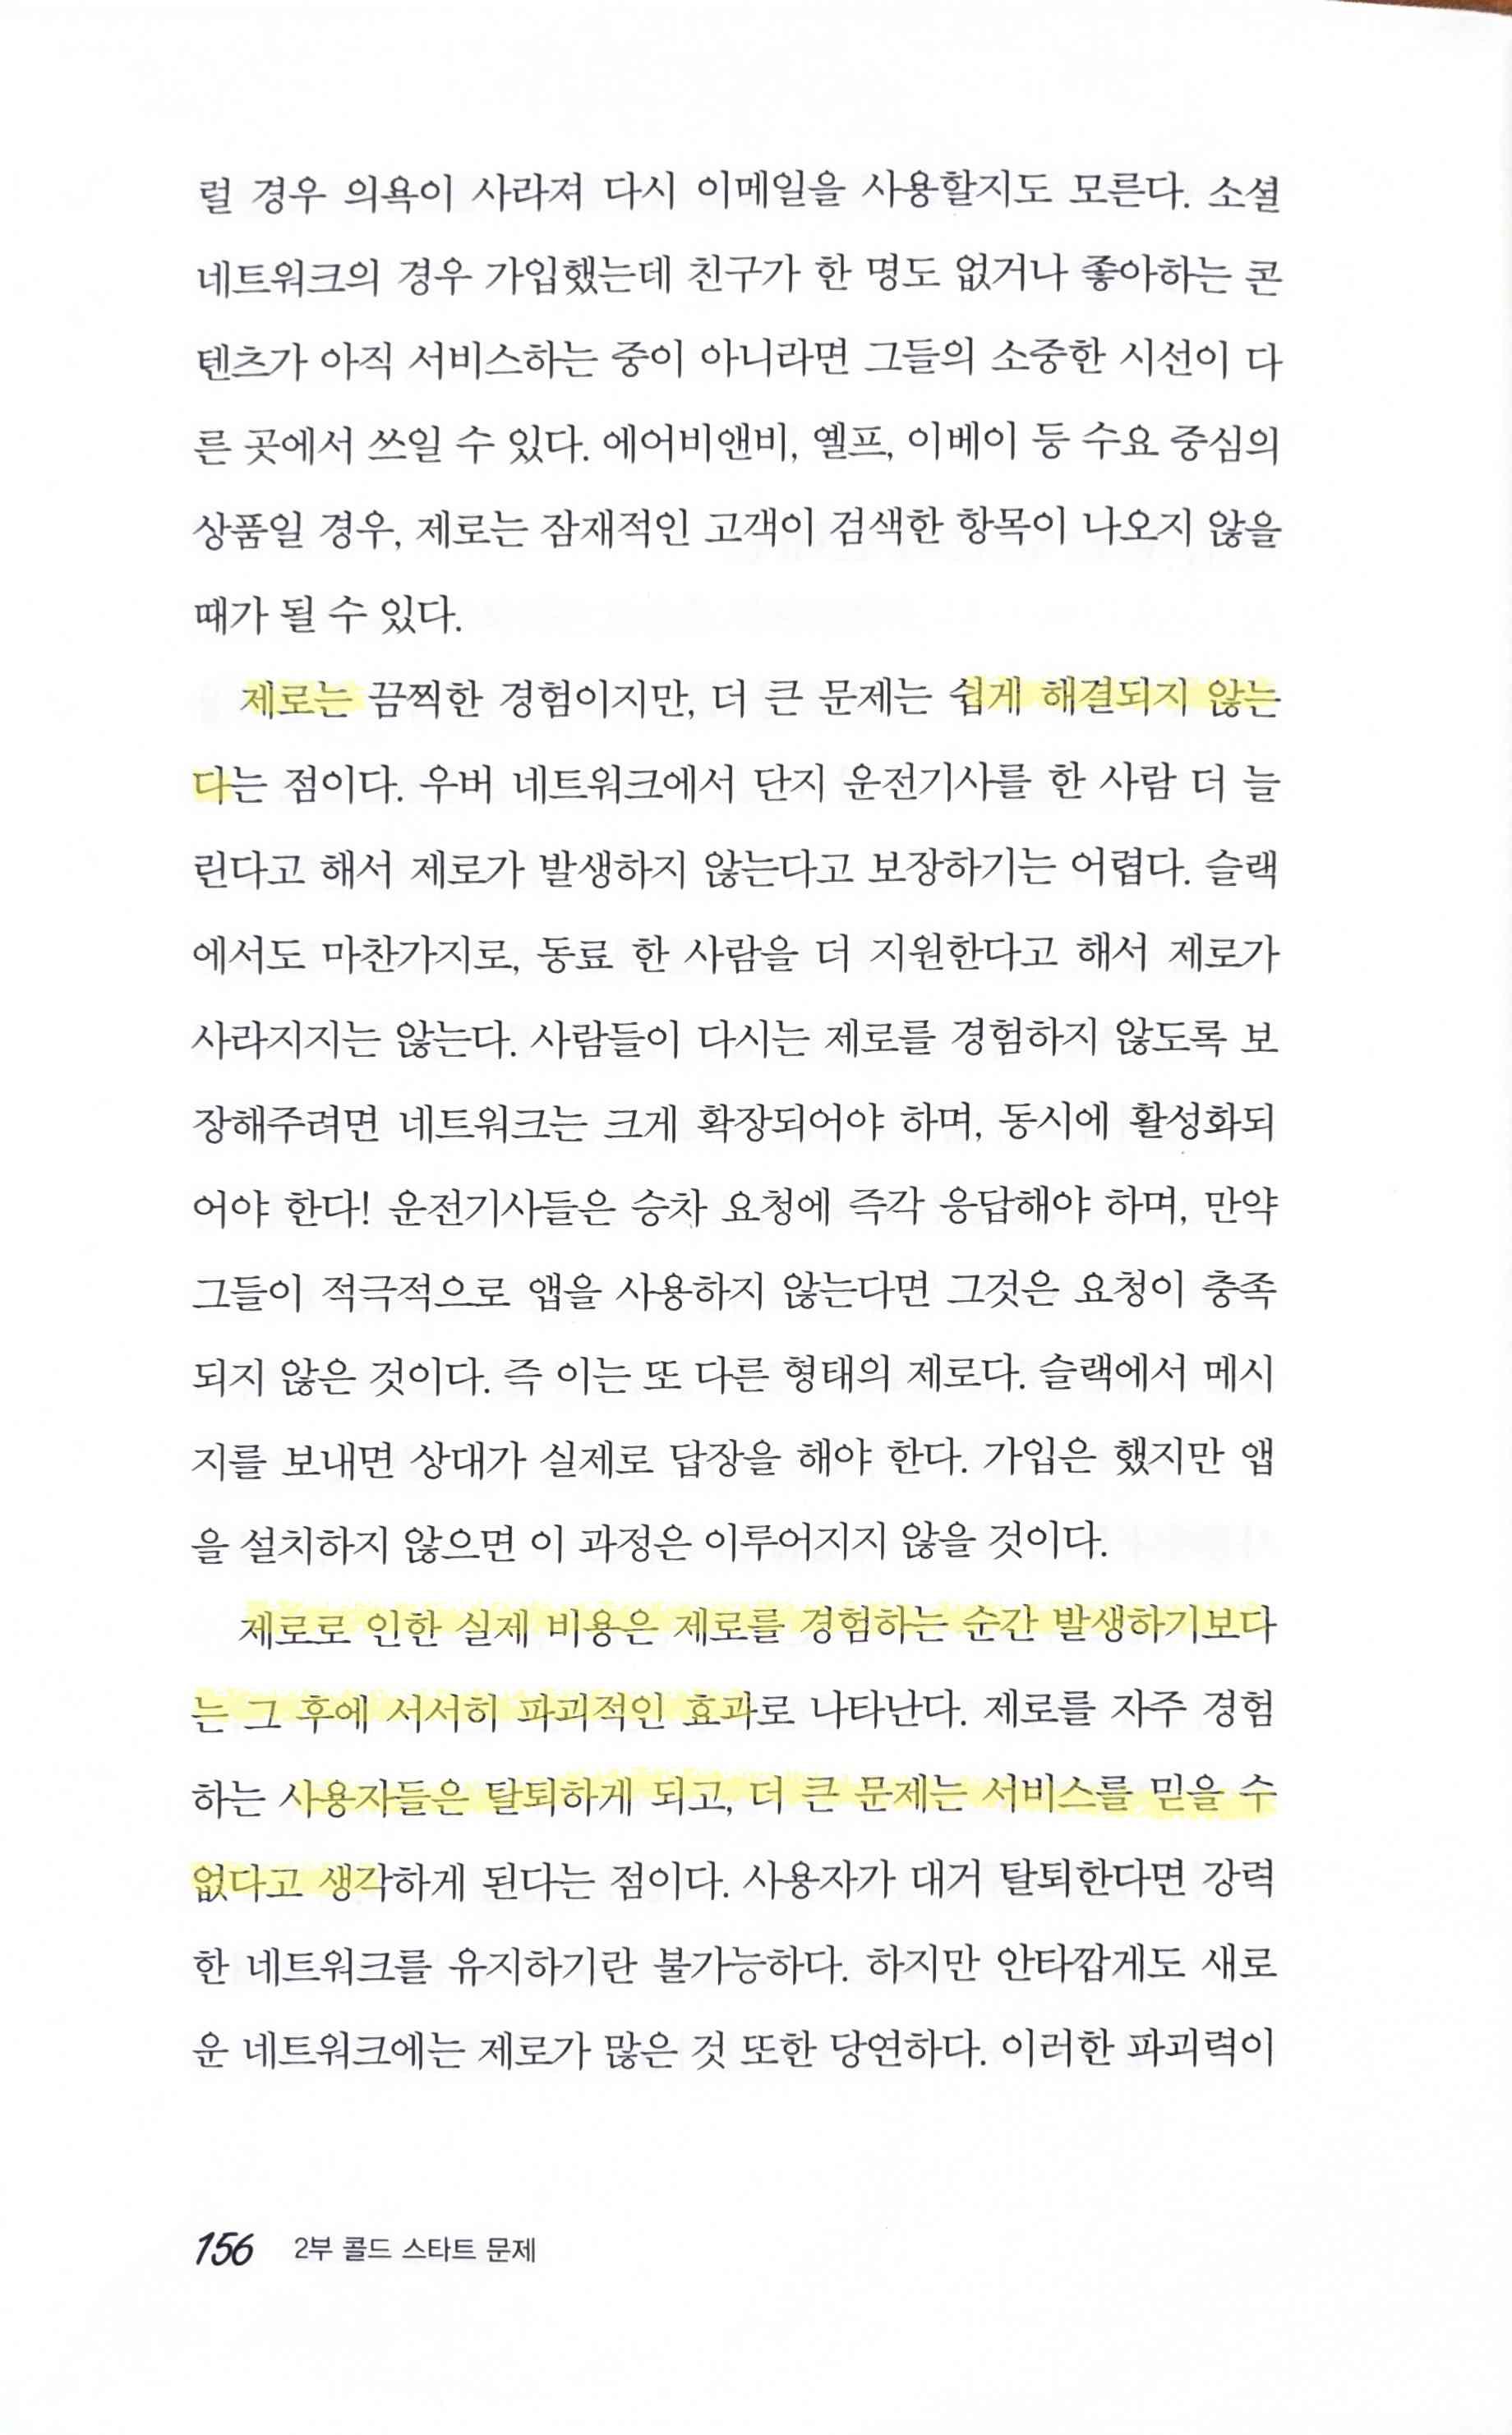 럴 경우 의욕이 사라져 다시 이메일을 사용할지도 모른다. 소셜
네트워크의 경우 가입했는데 친구가 한 명도 없거나 좋아하는 콘
텐츠가 아직 서비스하는 중이 아니라면 그들의 소중한 시선이 다
른 곳에서 쓰일 수 있다. 에어비앤비, 옐프, 이베이 등 수요 중심의
상품일 경우, 제로는 잠재적인 고객이 검색한 항목이 나오지 않을
때가 될 수 있다.
제로는 끔찍한 경험이지만, 더 큰 문제는 쉽게 해결되지 않는
다는 점이다. 우버 네트워크에서 단지 운전기사를 한 사람 더 늘
린다고 해서 제로가 발생하지 않는다고 보장하기는 어렵다. 슬랙
에서도 마찬가지로, 동료 한 사람을 더 지원한다고 해서 제로가
사라지지는 않는다. 사람들이 다시는 제로를 경험하지 않도록 보
장해주려면 네트워크는 크게 확장되어야 하며, 동시에 활성화되
어야 한다! 운전기사들은 승차 요청에 즉각 응답해야 하며, 만약
그들이 적극적으로 앱을 사용하지 않는다면 그것은 요청이 충족
되지 않은 것이다. 즉 이는 또 다른 형태의 제로다. 슬랙에서 메시
지를 보내면 상대가 실제로 답장을 해야 한다. 가입은 했지만 앱
을 설치하지 않으면 이 과정은 이루어지지 않을 것이다.
제로로 인한 실제 비용은 제로를 경험하는 순간 발생하기보다
는 그 후에 서서히 파괴적인 효과로 나타난다. 제로를 자주 경험
하는 사용자들은 탈퇴하게 되고, 더 큰 문제는 서비스를 믿을 수
없다고 생각하게 된다는 점이다. 사용자가 대거 탈퇴한다면 강력
한 네트워크를 유지하기란 불가능하다. 하지만 안타깝게도 새로
운 네트워크에는 제로가 많은 것 또한 당연하다. 이러한 파괴력이
156 2부 콜드 스타트 문제